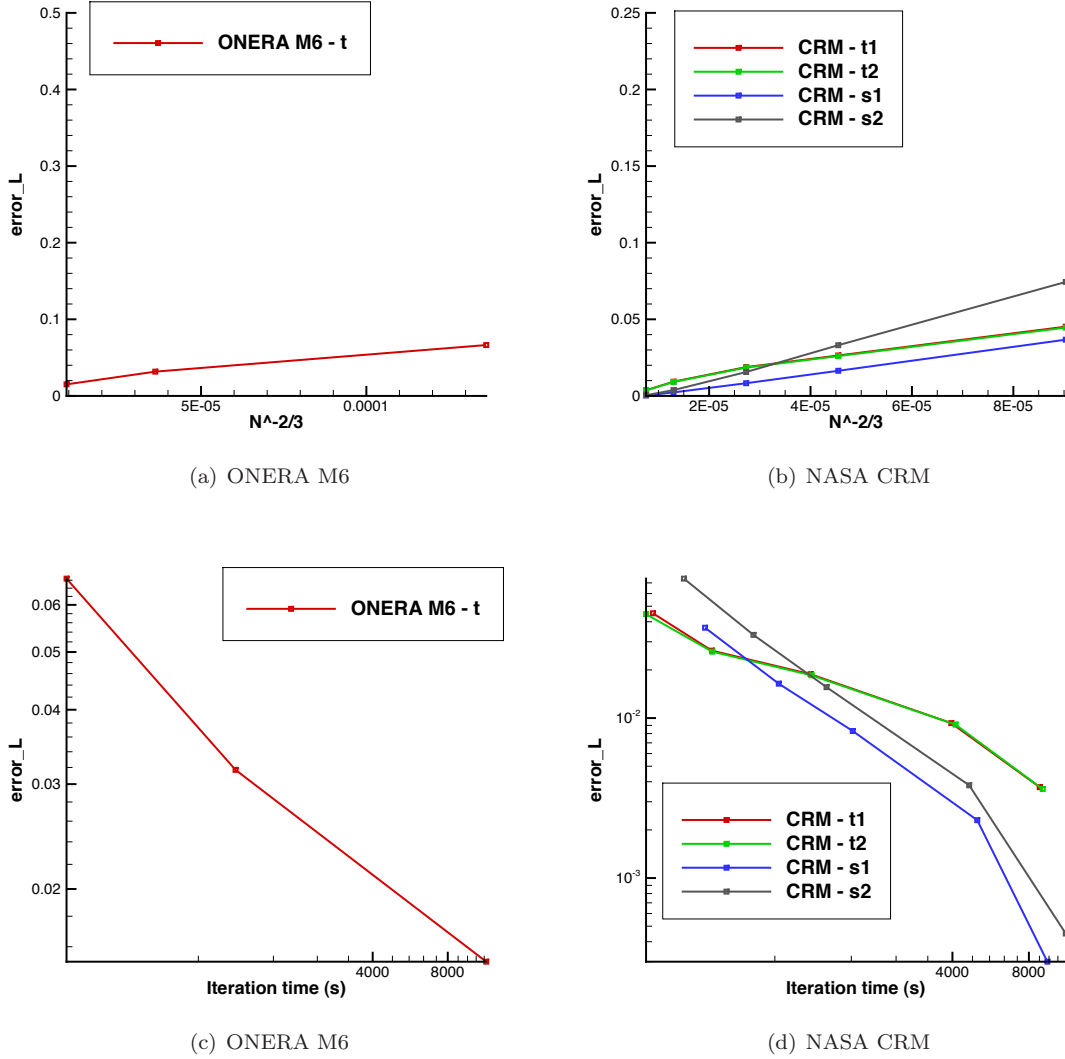 0.5
0.4
0.3
0.2
0.1
0
error_L
ONERA M6 - t
5E-05
0.0001
N^-2/3
(a) ONERA M6
0.25
0.2
0.15
0.1
0.05
0
error_L
CRM - t1
CRM - t2
CRM - s1
CRM - s2
2E-05
4E-05
6E-05
8E-05
N^-2/3
(b) NASA CRM
0.06
0.05
0.04
0.03
0.02
error_L
ONERA M6 - t
4000
8000
Iteration time (s)
(c) ONERA M6
10-2
10-3
error_L
CRM - t1
CRM - t2
CRM - s1
CRM - s2
4000
8000
Iteration time (s)
(d) NASA CRM